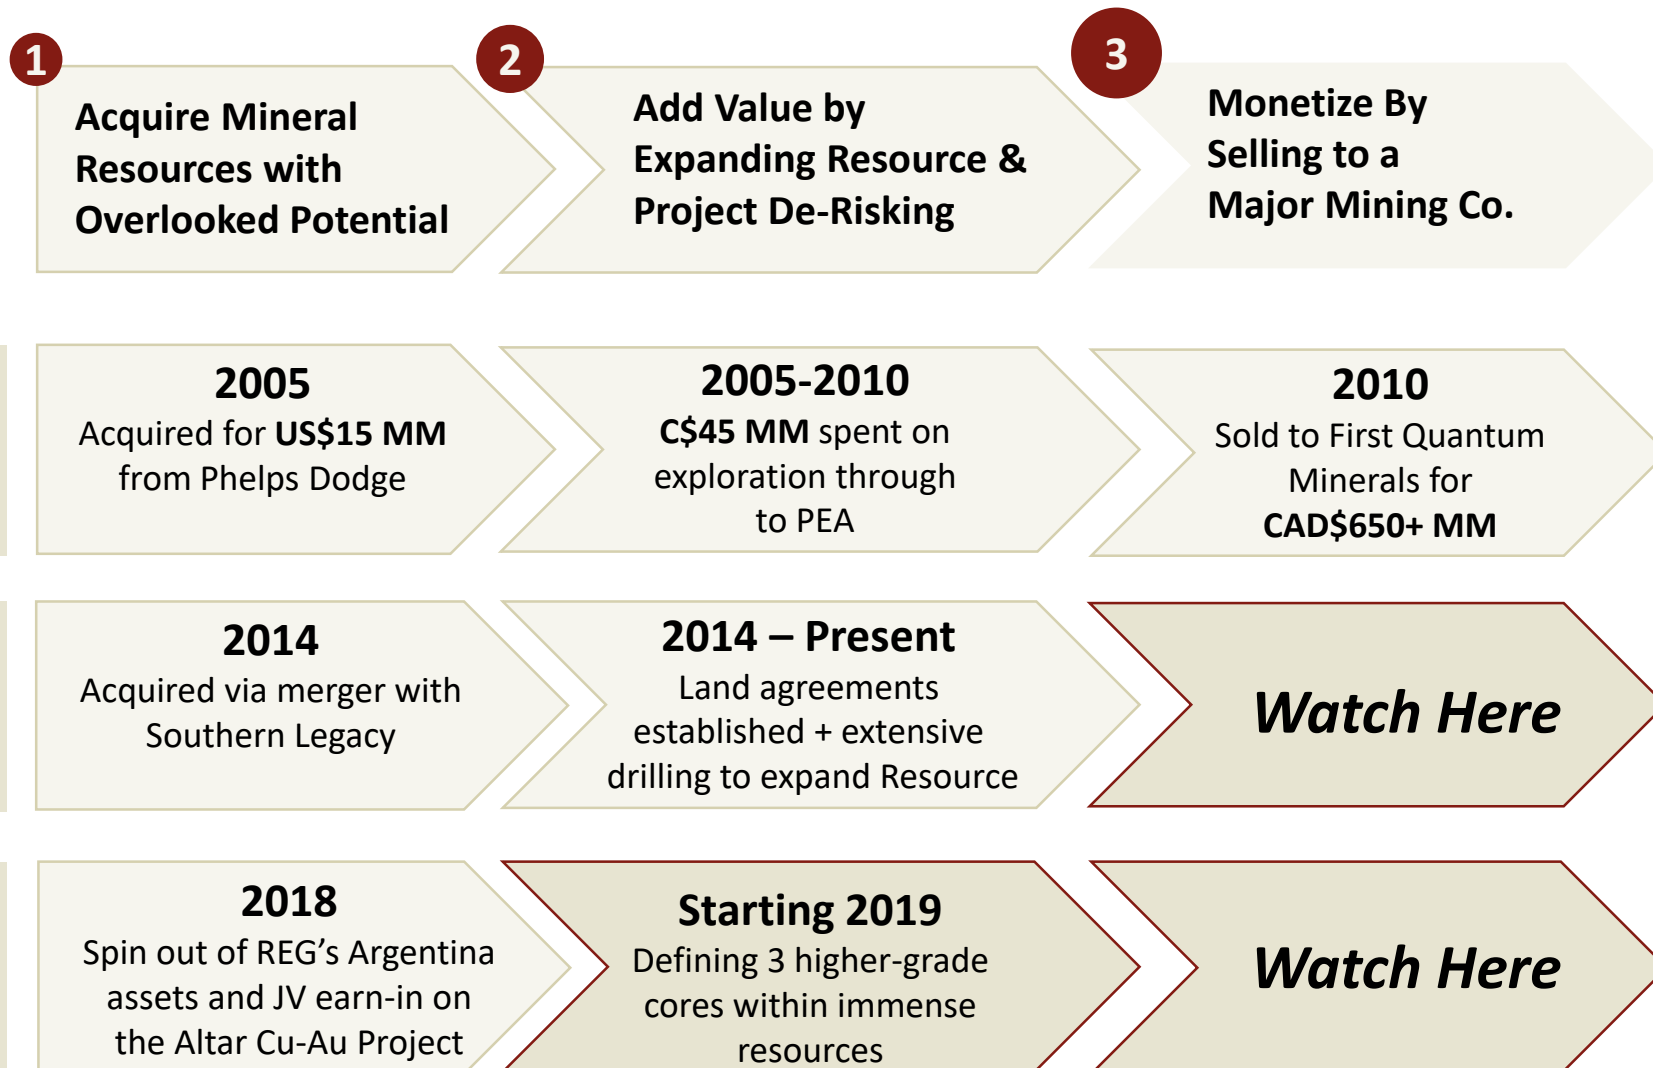 1
Acquire Mineral
Resources with
Overlooked Potential
2
Add Value by
Expanding Resource &
Project De-Risking
3
Monetize By
Selling to a
Major Mining Co.
2005
Acquired for US$15 MM
from Phelps Dodge
2005-2010
C$45 MM spent on
exploration through
to PEA
2010
Sold to First Quantum
Minerals for
CAD$650+ MM
2014
Acquired via merger with
Southern Legacy
2014 – Present
Land agreements
established + extensive
drilling to expand Resource
Watch Here
2018
Spin out of REG’s Argentina
assets and JV earn-in on
the Altar Cu-Au Project
Starting 2019
Defining 3 higher-grade
cores within immense
resources
Watch Here